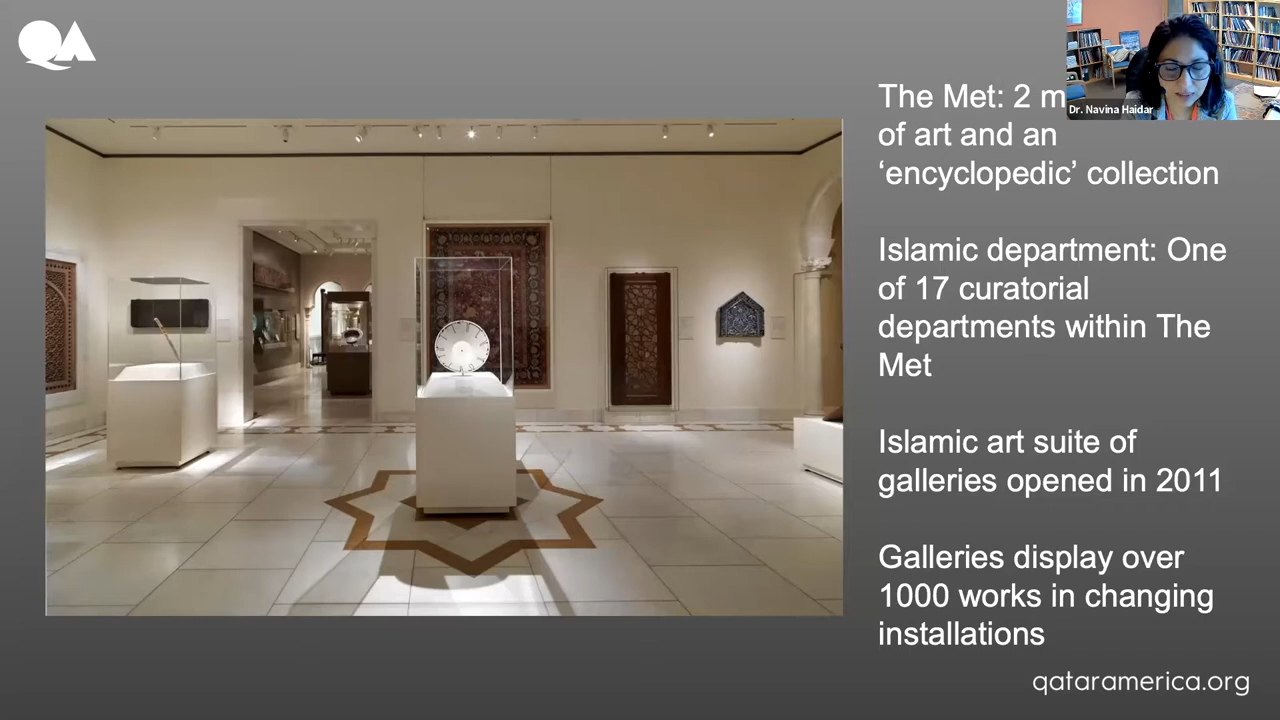 QA
The Met: 2 m
of art and an
‘encyclopedic’ collection
Dr. Navina Haidar
Islamic department: One
of 17 curatorial
departments within The
Met
Islamic art suite of
galleries opened in 2011
Galleries display over
1000 works in changing
installations
qataramerica.org